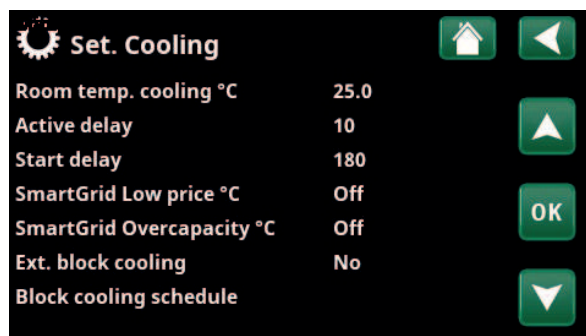 Set. Cooling
Room temp. cooling °C 25.0
Active delay 10
Start delay 180
SmartGrid Low price °C Off
SmartGrid Overcapacity °C Off
OK
Ext. block cooling No
Block cooling schedule